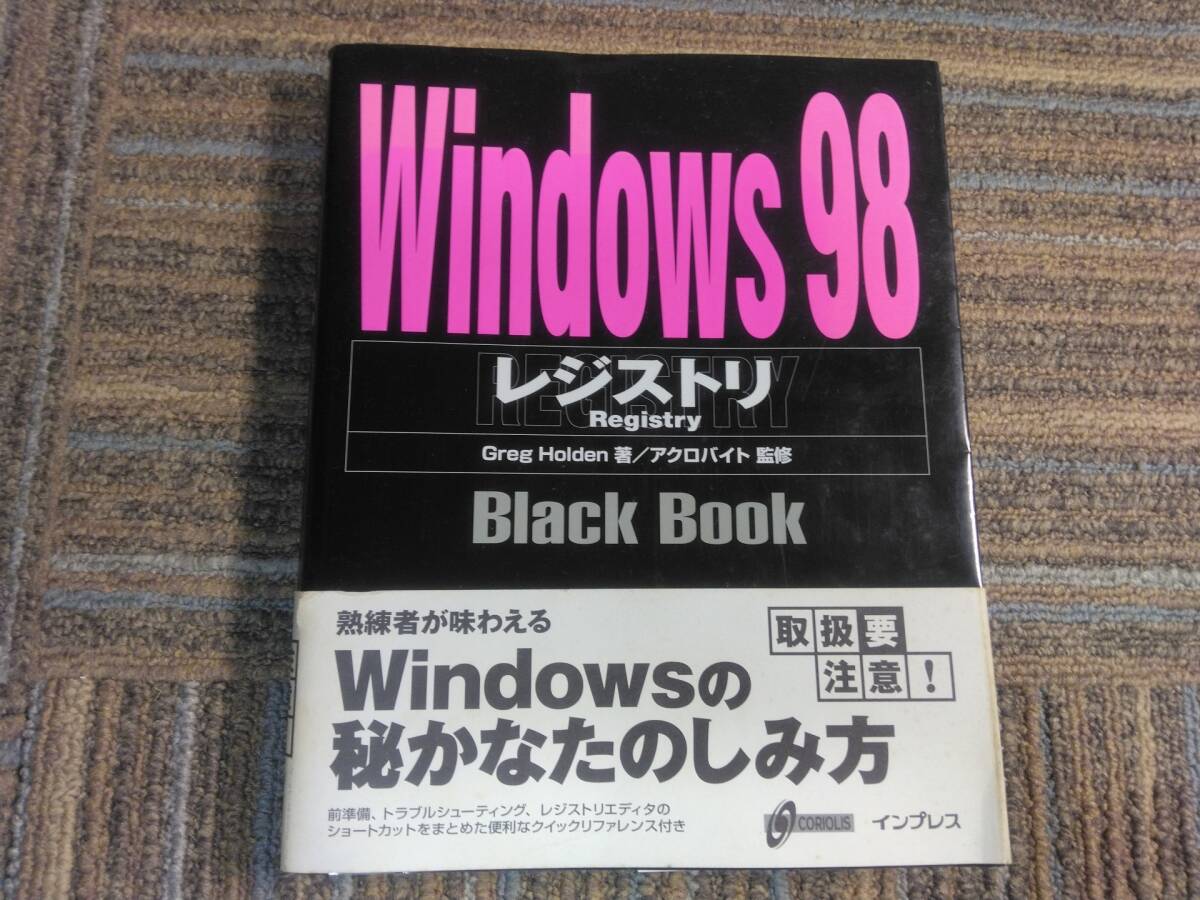 Windows 98
REGISTRY
レジストリ
Registry
Greg Holden 著／アクロバイト 監修
Black Book
熟練者が味わえる
Windowsの
秘かなたのしみ方
取扱要
注意！
前準備、トラブルシューティング、レジストリエディタの
ショートカットをまとめた便利なクイックリファレンス付き
CORIOLIS インプレス